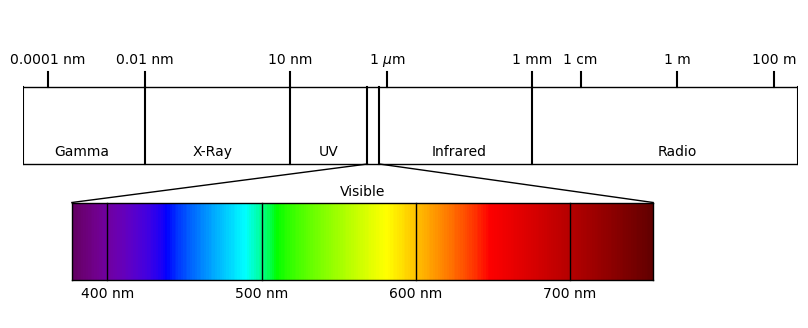 0.0001 nm 0.01 nm 10 nm 1 μm 1 mm 1 cm 1 m 100 m
Gamma X-Ray UV Infrared Radio
Visible
400 nm 500 nm 600 nm 700 nm